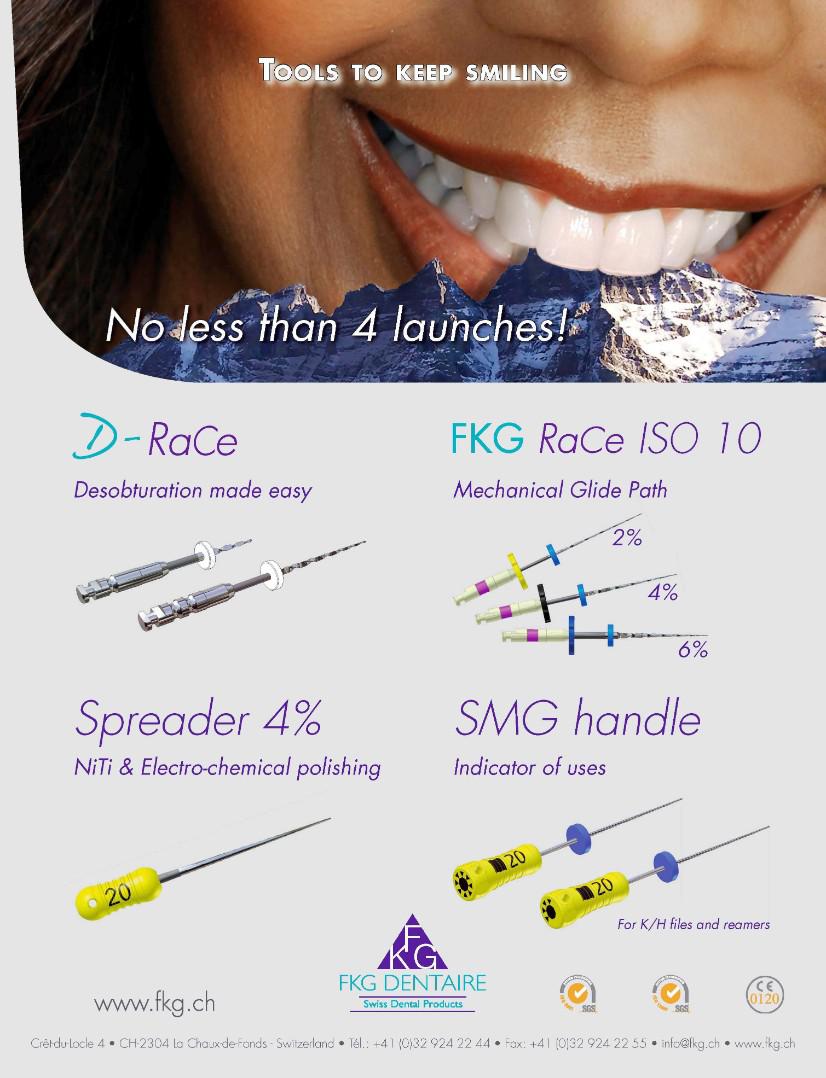 TOOLS TO KEEP SMILING
No less than 4 launches!
D-RaCe
Desobturation made easy
FKG RaCe ISO 10
Mechanical Glide Path
2%
4%
6%
Spreader 4%
NiTi & Electro-chemical polishing
20
SMG handle
Indicator of uses
20
20
For K/H files and reamers
FKG
FKG DENTAIRE
Swiss Dental Products
www.fkg.ch
SGS
SGS
CE
0120
Crêt-du-Locle 4 • CH-2304 La Chaux-de-Fonds - Switzerland • Tél.: +41 (0)32 924 22 44 • Fax: +41 (0)32 924 22 55 • info@fkg.ch • www.fkg.ch